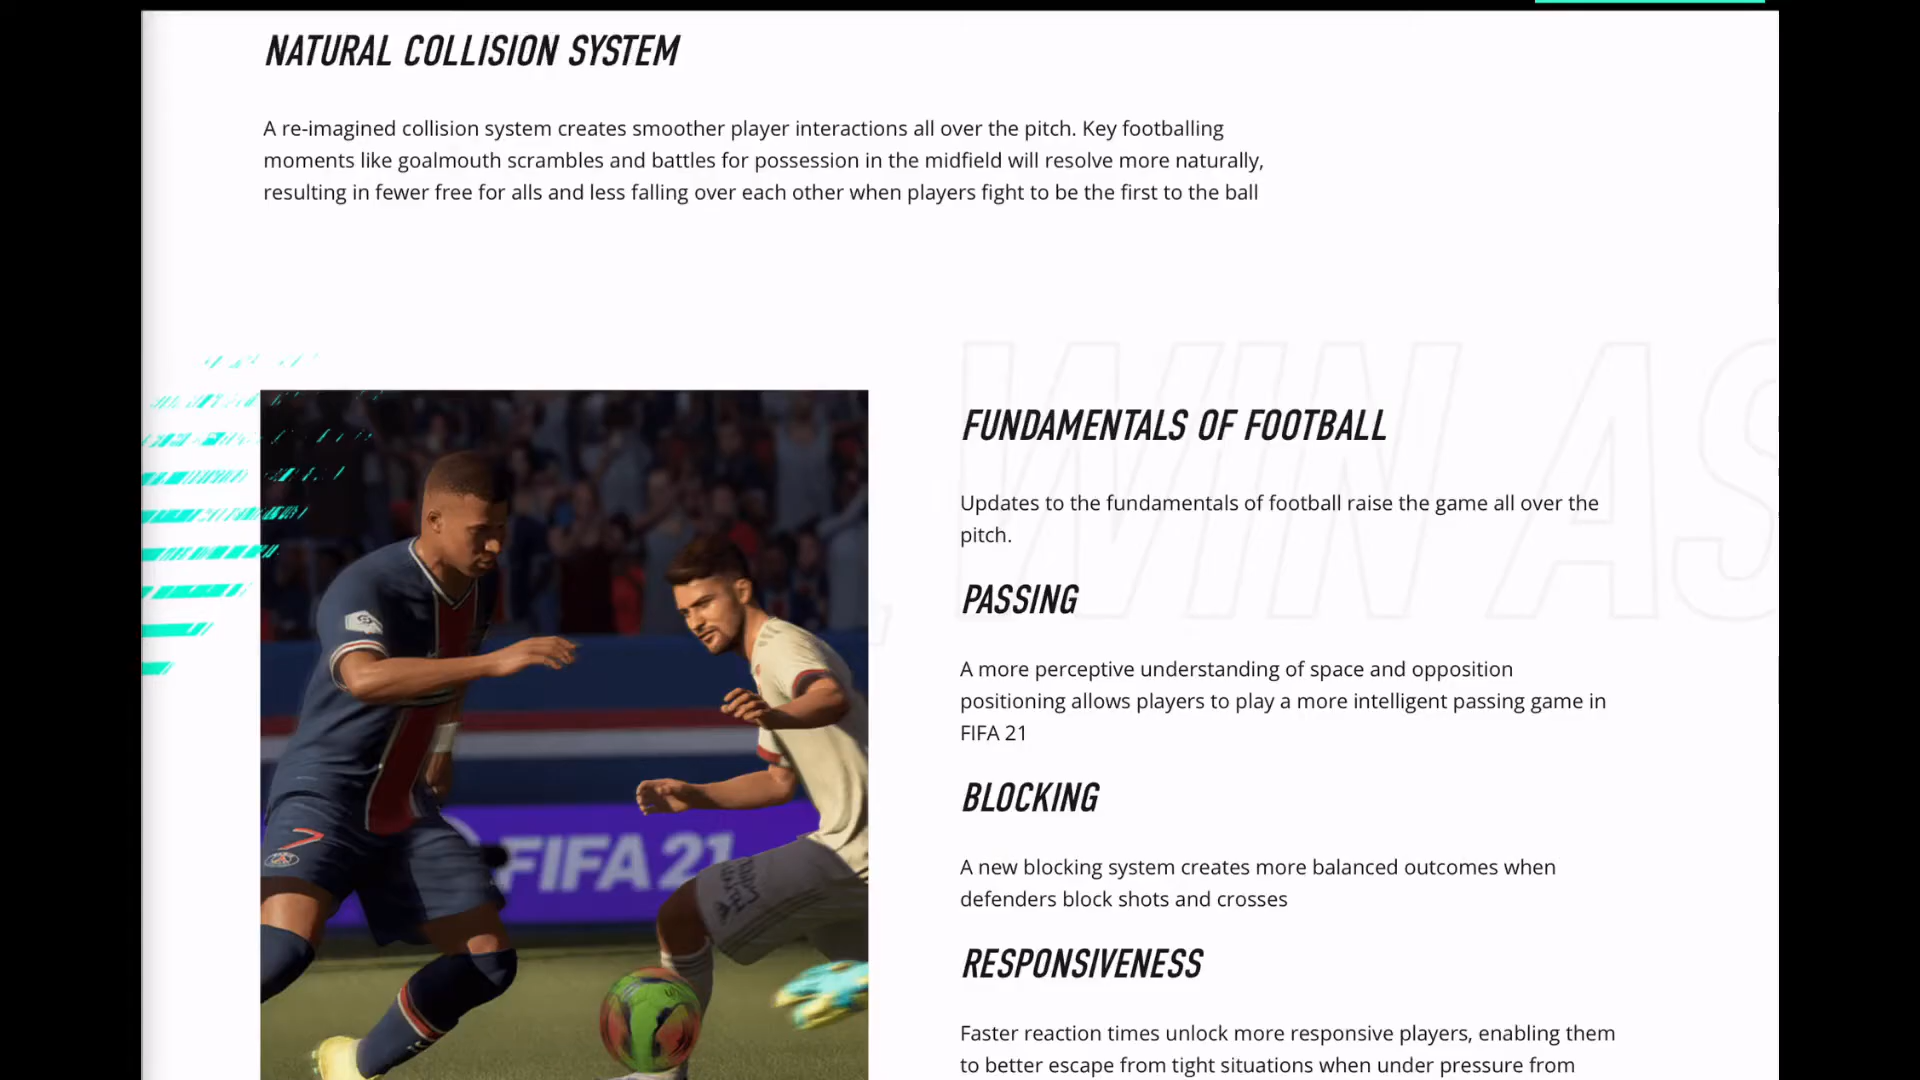 NATURAL COLLISION SYSTEM
A re-imagined collision system creates smoother player interactions all over the pitch. Key footballing
moments like goalmouth scrambles and battles for possession in the midfield will resolve more naturally,
resulting in fewer free for alls and less falling over each other when players fight to be the first to the ball
WIN AS
FUNDAMENTALS OF FOOTBALL
Updates to the fundamentals of football raise the game all over the
pitch.
PASSING
A more perceptive understanding of space and opposition
positioning allows players to play a more intelligent passing game in
FIFA 21
BLOCKING
A new blocking system creates more balanced outcomes when
defenders block shots and crosses
RESPONSIVENESS
Faster reaction times unlock more responsive players, enabling them
to better escape from tight situations when under pressure from
FIFA 21
7